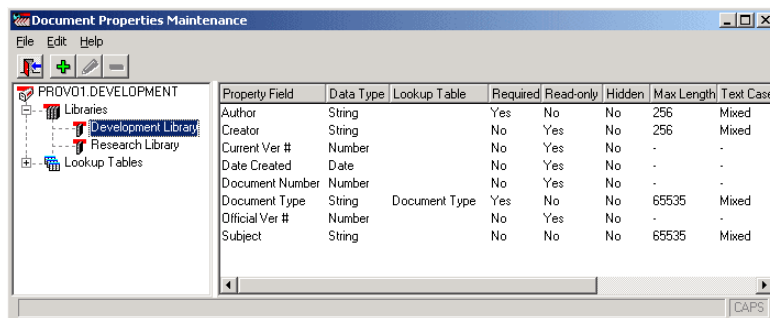 Document Properties Maintenance
File Edit Help
PROVO1.DEVELOPMENT
Libraries
Development Library
Research Library
Lookup Tables
Property Field Data Type Lookup Table Required Read-only Hidden Max Length Text Case
Author String Yes No No 256 Mixed
Creator String No Yes No 256 Mixed
Current Ver # Number No Yes No - -
Date Created Date No Yes No - -
Document Number Number No Yes No - -
Document Type String Document Type Yes No No 65535 Mixed
Official Ver # Number No Yes No - -
Subject String No No No 65535 Mixed
CAPS